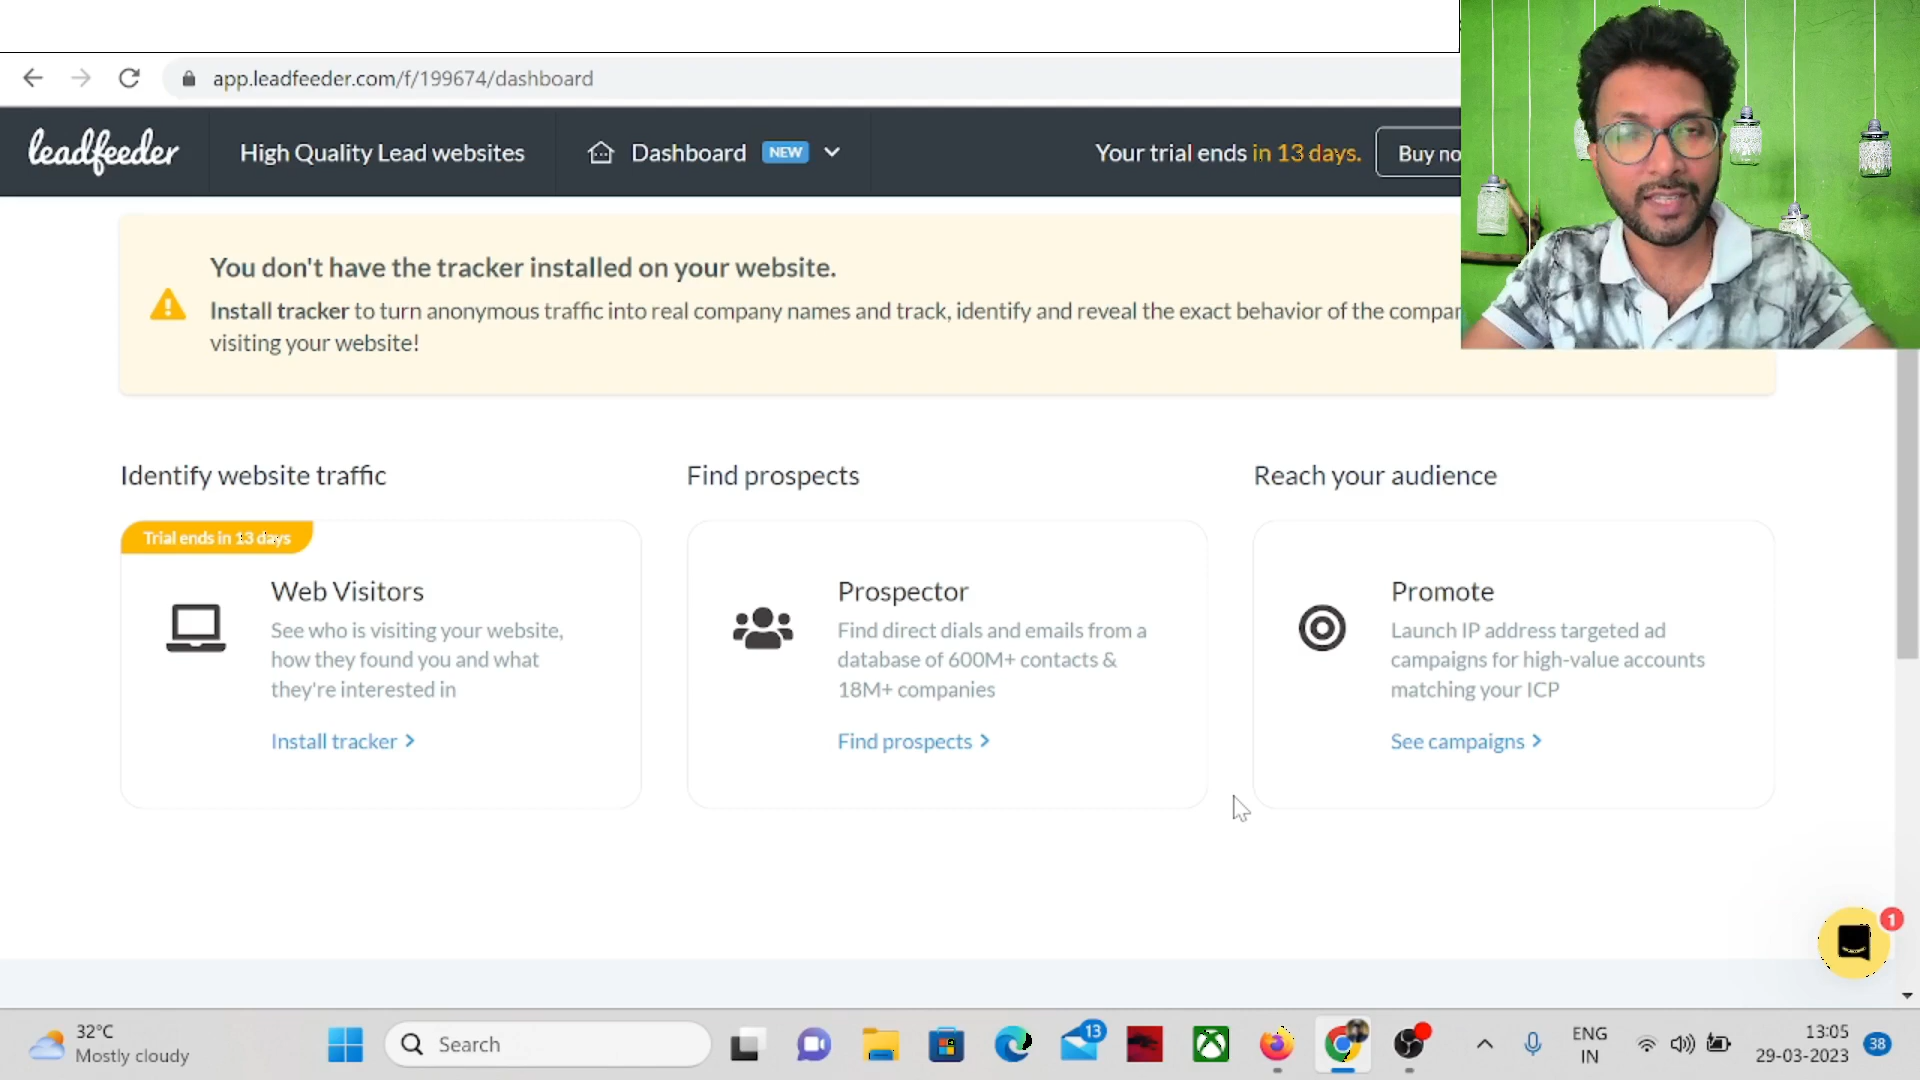 app.leadfeeder.com/f/199674/dashboard
leadfeeder
High Quality Lead websites
Dashboard NEW
Your trial ends in 13 days.
Buy no
You don't have the tracker installed on your website.
Install tracker to turn anonymous traffic into real company names and track, identify and reveal the exact behavior of the compan
visiting your website!
Identify website traffic
Trial ends in 13 days
Web Visitors
See who is visiting your website,
how they found you and what
they're interested in
Install tracker
Find prospects
Prospector
Find direct dials and emails from a
database of 600M+ contacts &
18M+ companies
Find prospects
Reach your audience
Promote
Launch IP address targeted ad
campaigns for high-value accounts
matching your ICP
See campaigns
1
32°C
Mostly cloudy
Search
13
ENG
IN
13:05
29-03-2023
38